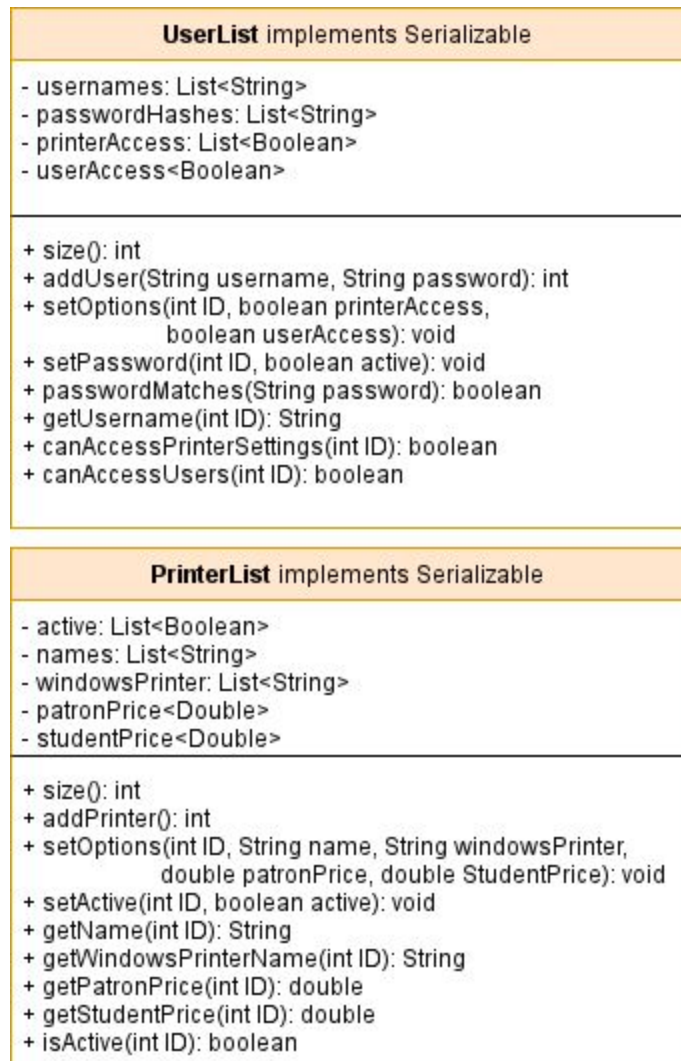 UserList implements Serializable
- usernames: List<String>
- passwordHashes: List<String>
- printerAccess: List<Boolean>
- userAccess<Boolean>
+ size(): int
+ addUser(String username, String password): int
+ setOptions(int ID, boolean printerAccess,
boolean userAccess): void
+ setPassword(int ID, boolean active): void
+ passwordMatches(String password): boolean
+ getUsername(int ID): String
+ canAccessPrinterSettings(int ID): boolean
+ canAccessUsers(int ID): boolean
PrinterList implements Serializable
- active: List<Boolean>
- names: List<String>
- windowsPrinter: List<String>
- patronPrice<Double>
- studentPrice<Double>
+ size(): int
+ addPrinter(): int
+ setOptions(int ID, String name, String windowsPrinter,
double patronPrice, double StudentPrice): void
+ setActive(int ID, boolean active): void
+ getName(int ID): String
+ getWindowsPrinterName(int ID): String
+ getPatronPrice(int ID): double
+ getStudentPrice(int ID): double
+ isActive(int ID): boolean